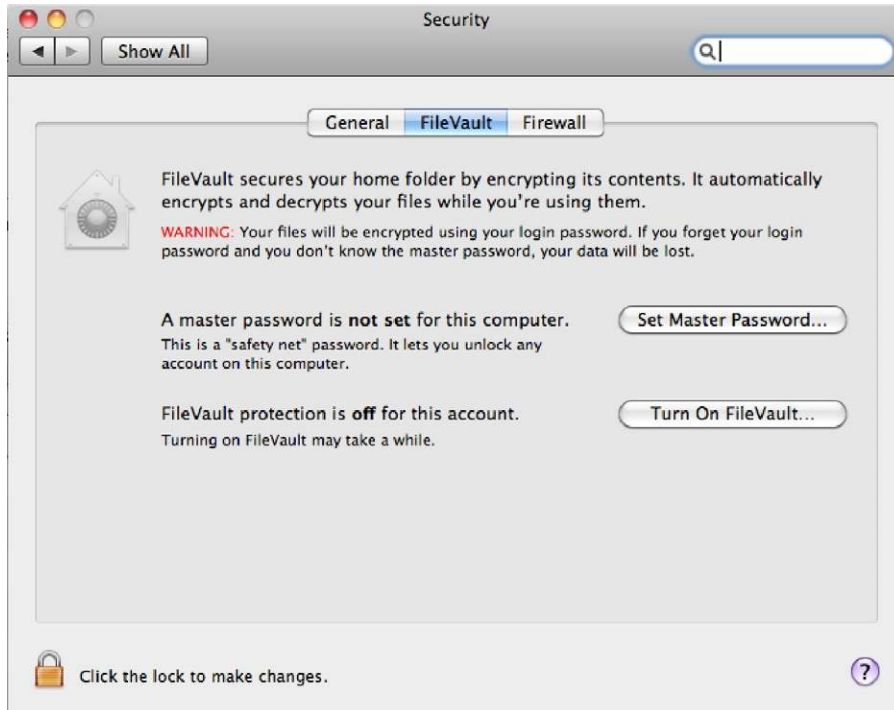 Security
Show All
General FileVault Firewall
FileVault secures your home folder by encrypting its contents. It automatically
encrypts and decrypts your files while you're using them.
WARNING: Your files will be encrypted using your login password. If you forget your login
password and you don't know the master password, your data will be lost.
A master password is not set for this computer.
Set Master Password...
This is a "safety net" password. It lets you unlock any
account on this computer.
FileVault protection is off for this account.
Turn On FileVault...
Turning on FileVault may take a while.
Click the lock to make changes.
?